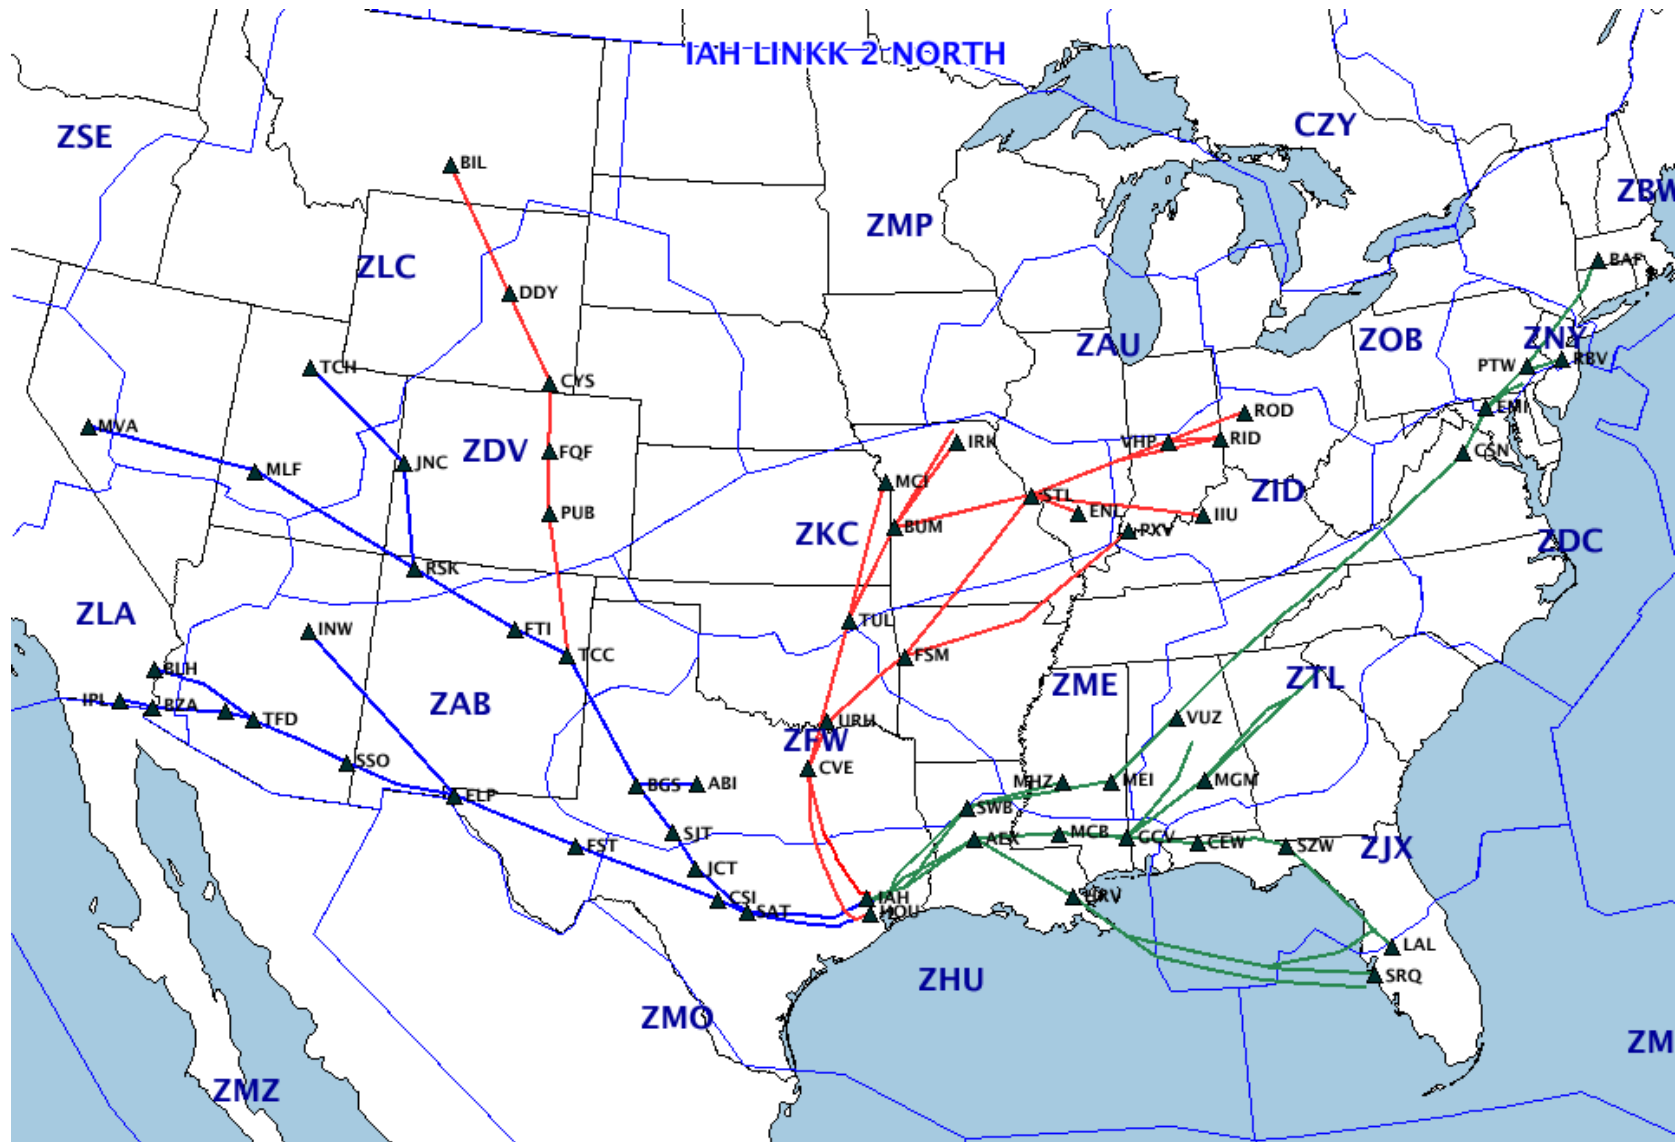 IAH LINKK 2 NORTH
CZY
ZSE
BIL
ZBW
ZMP
BAF
ZLC
DDY
ZAU
ZOB
ZNY
RBV
PTW
TCH
CYS
EMI
ROD
MVA
IRK
VHP
RID
ZDV
FQF
CSN
MLF
JNC
MCI
ZID
STL
PUB
ENL
IIU
BUM
ZKC
PXV
ZDC
RSK
ZLA
TUL
INW
FTI
TCC
FSM
BLH
ZME
ZTL
IPL
BZA
ZAB
TFD
VUZ
URH
ZFW
SSO
CVE
BGS
ABI
MHZ
MEI
MGM
ELP
SWB
SJT
AEX
MCB
GCV
CEW
FST
SZW
ZJX
JCT
CSI
SAT
IAH
HOU
HRV
LAL
SRQ
ZHU
ZMO
ZM
ZMZ